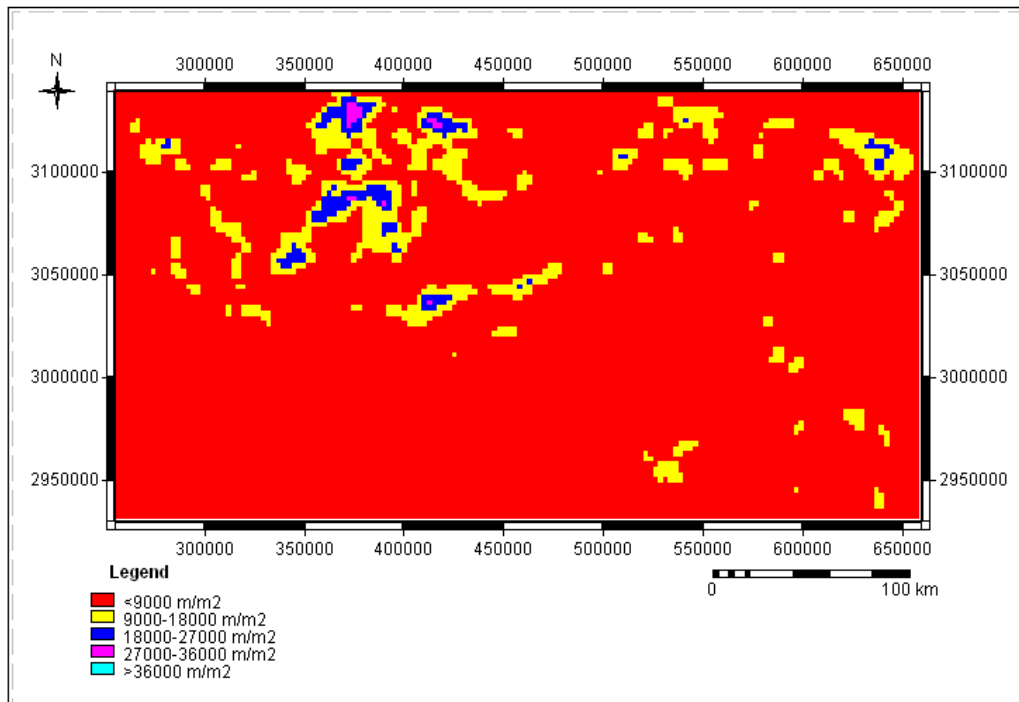 N
300000 350000 400000 450000 500000 550000 600000 650000
3100000 3100000
3050000 3050000
3000000 3000000
2950000 2950000
300000 350000 400000 450000 500000 550000 600000 650000
Legend
<9000 m/m2
9000-18000 m/m2
18000-27000 m/m2
27000-36000 m/m2
>36000 m/m2
0 100 km